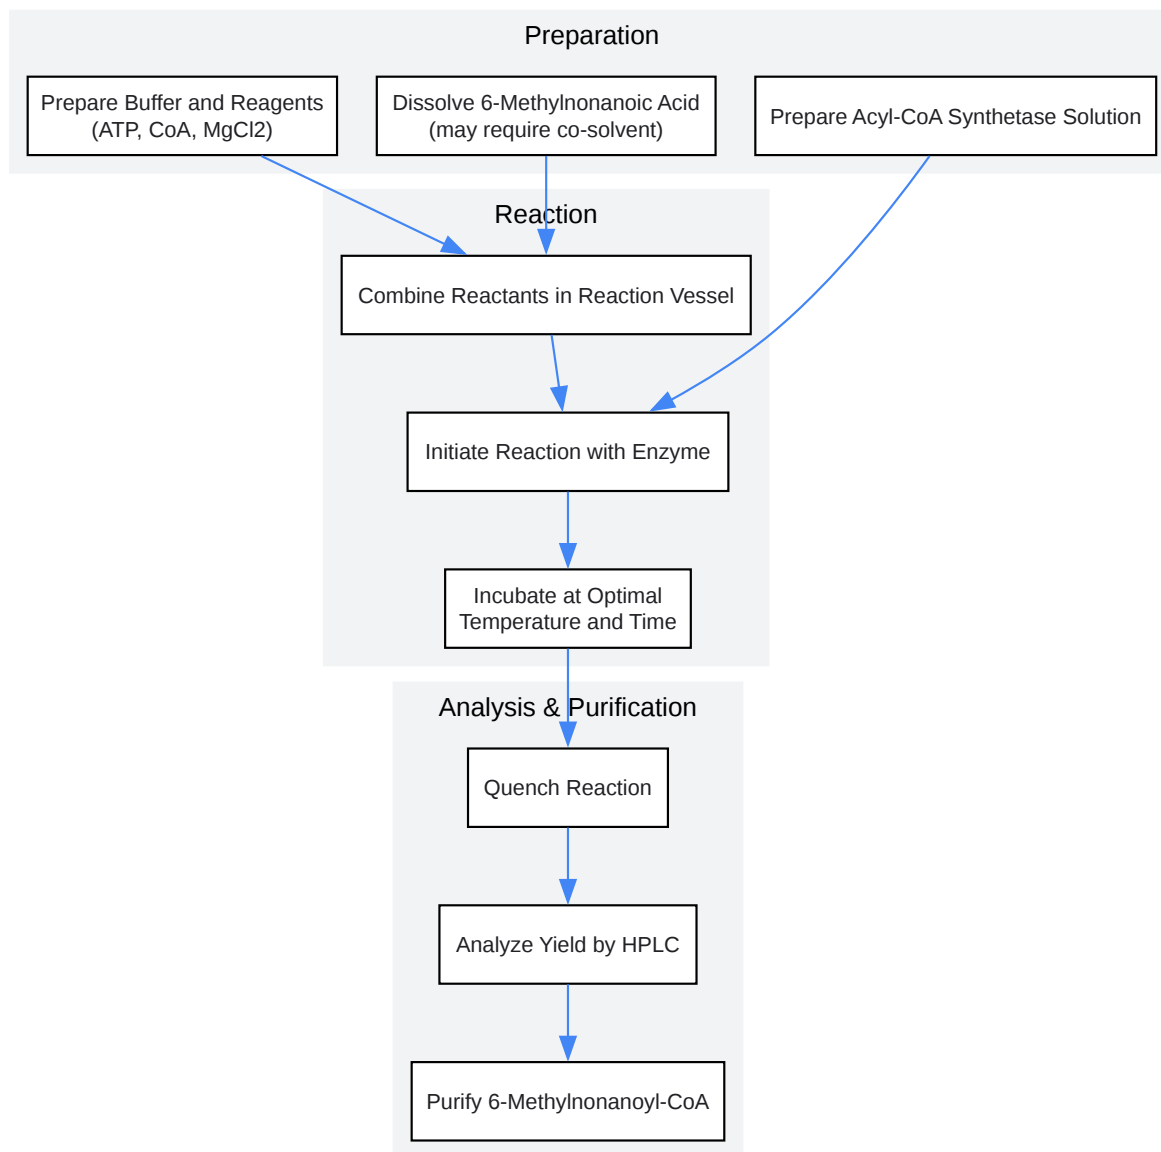 Preparation
Prepare Buffer and Reagents
(ATP, CoA, MgCl2)
Dissolve 6-Methylnonanoic Acid
(may require co-solvent)
Prepare Acyl-CoA Synthetase Solution
Reaction
Combine Reactants in Reaction Vessel
Initiate Reaction with Enzyme
Incubate at Optimal
Temperature and Time
Analysis & Purification
Quench Reaction
Analyze Yield by HPLC
Purify 6-Methylnonanoyl-CoA